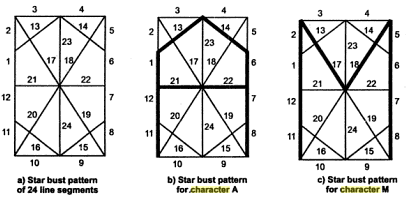 3 4 3 4 3 4
2 13 14 5 2 13 14 5 2 13 14 5
23 23 23
1 17 18 6 1 17 18 6 1 17 18 6
21 22 21 22 21 22
12 7 12 7 12 7
20 19 20 19 20 19
11 24 8 11 24 8 11 24 8
16 15 16 15 16 15
10 9 10 9 10 9
a) Star bust pattern
of 24 line segments
b) Star bust pattern
for.character A
c) Star bust pattern
for character M